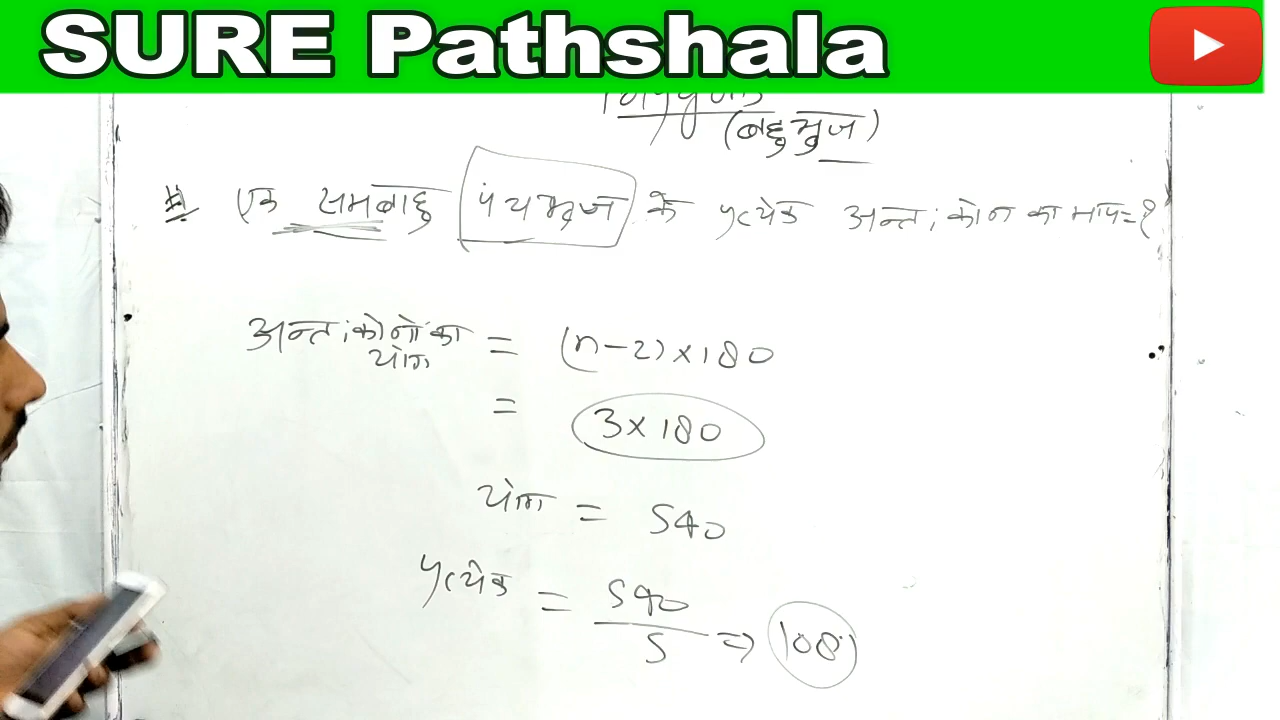 SURE Pathshala
(बहुभुज)
# एक समबाहु पंचभुज के प्रत्येक अन्त: कोन का माप = ?
अन्त: कोनों का योग = (n-2)×180
= 3×180
योग = 540
प्रत्येक = 540/5 ⇒ 108